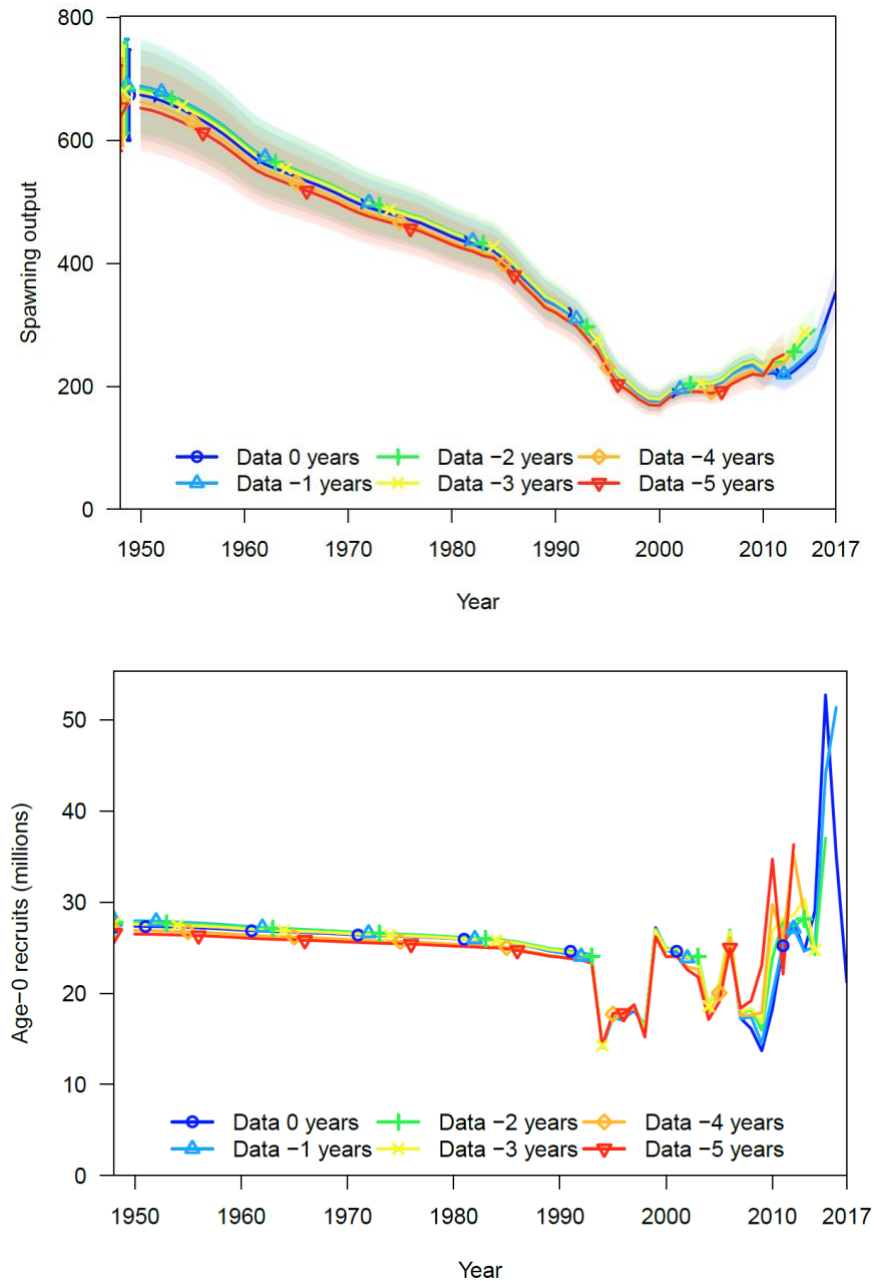 800
600
400
200
0
Spawning output
Data 0 years Data −2 years Data −4 years
Data −1 years Data −3 years Data −5 years
1950 1960 1970 1980 1990 2000 2010 2017
Year
50
40
30
20
10
0
Age−0 recruits (millions)
Data 0 years Data −2 years Data −4 years
Data −1 years Data −3 years Data −5 years
1950 1960 1970 1980 1990 2000 2010 2017
Year